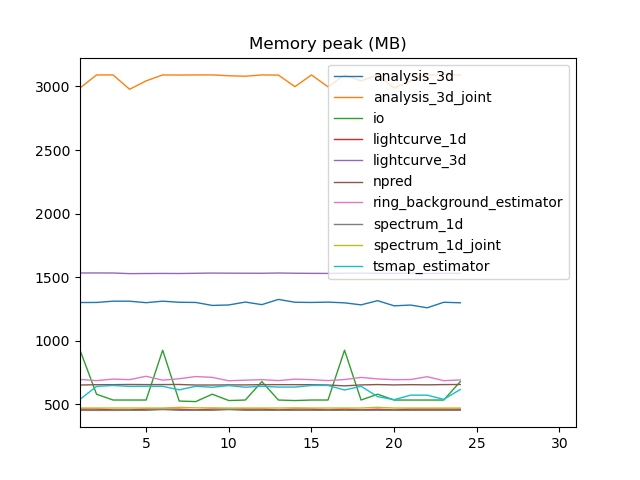 Memory peak (MB)
3000
2500
2000
1500
1000
500
analysis_3d
analysis_3d_joint
io
lightcurve_1d
lightcurve_3d
npred
ring_background_estimator
spectrum_1d
spectrum_1d_joint
tsmap_estimator
5 10 15 20 25 30